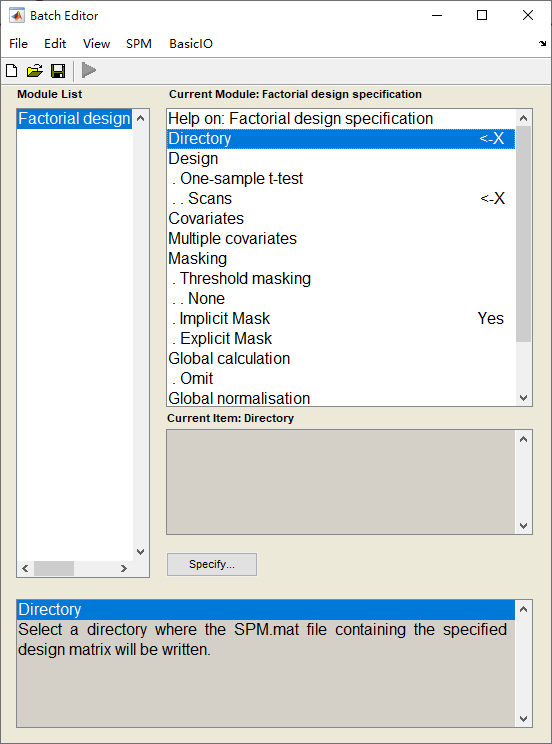 Batch Editor
File Edit View SPM BasicIO
Module List
Current Module: Factorial design specification
Factorial design
Help on: Factorial design specification
Directory <-X
Design
. One-sample t-test
. . Scans <-X
Covariates
Multiple covariates
Masking
. Threshold masking
. . None
. Implicit Mask Yes
. Explicit Mask
Global calculation
. Omit
Global normalisation
Current Item: Directory
Specify...
Directory
Select a directory where the SPM.mat file containing the specified
design matrix will be written.